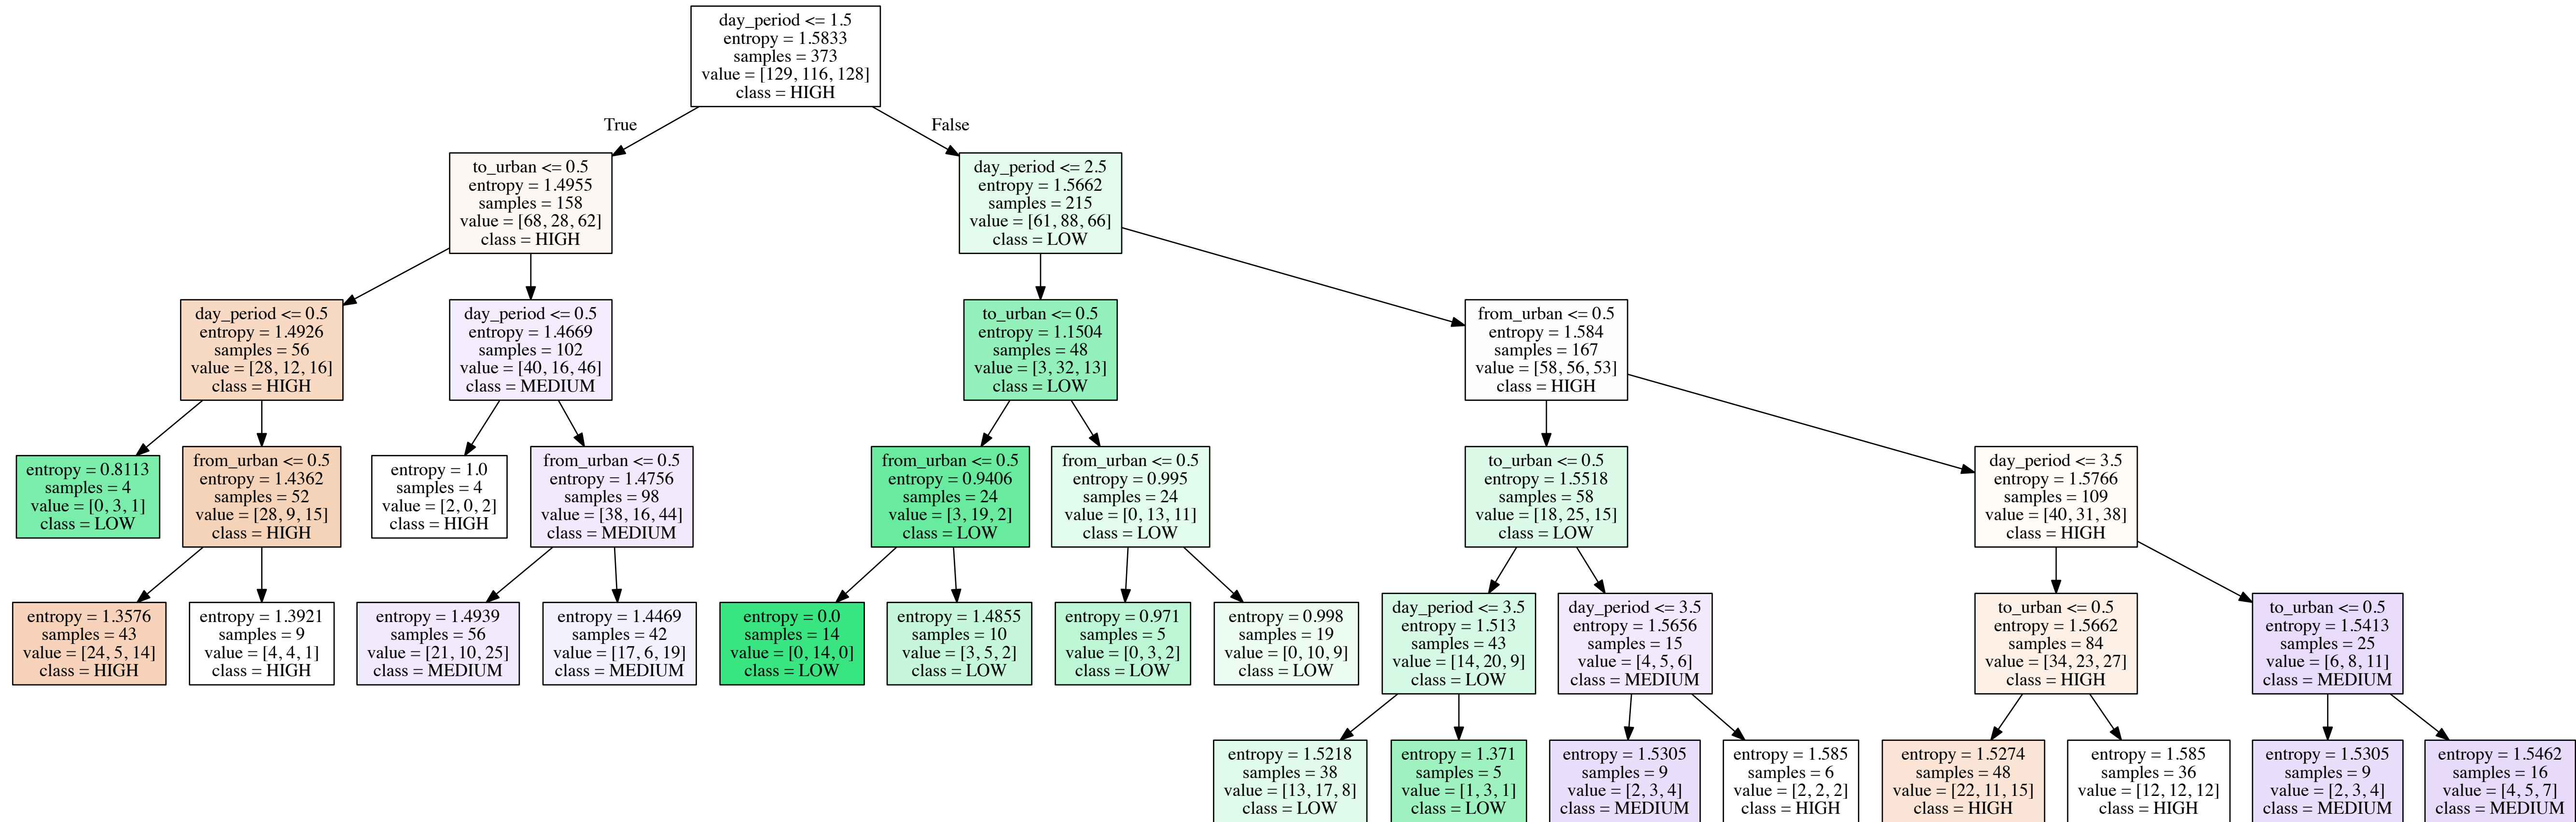 day_period <= 1.5
entropy = 1.5833
samples = 373
value = [129, 116, 128]
class = HIGH
True
False
to_urban <= 0.5
entropy = 1.4955
samples = 158
value = [68, 28, 62]
class = HIGH
day_period <= 2.5
entropy = 1.5662
samples = 215
value = [61, 88, 66]
class = LOW
day_period <= 0.5
entropy = 1.4926
samples = 56
value = [28, 12, 16]
class = HIGH
day_period <= 0.5
entropy = 1.4669
samples = 102
value = [40, 16, 46]
class = MEDIUM
to_urban <= 0.5
entropy = 1.1504
samples = 48
value = [3, 32, 13]
class = LOW
from_urban <= 0.5
entropy = 1.584
samples = 167
value = [58, 56, 53]
class = HIGH
entropy = 0.8113
samples = 4
value = [0, 3, 1]
class = LOW
from_urban <= 0.5
entropy = 1.4362
samples = 52
value = [28, 9, 15]
class = HIGH
entropy = 1.0
samples = 4
value = [2, 0, 2]
class = HIGH
from_urban <= 0.5
entropy = 1.4756
samples = 98
value = [38, 16, 44]
class = MEDIUM
from_urban <= 0.5
entropy = 0.9406
samples = 24
value = [3, 19, 2]
class = LOW
from_urban <= 0.5
entropy = 0.995
samples = 24
value = [0, 13, 11]
class = LOW
to_urban <= 0.5
entropy = 1.5518
samples = 58
value = [18, 25, 15]
class = LOW
day_period <= 3.5
entropy = 1.5766
samples = 109
value = [40, 31, 38]
class = HIGH
entropy = 1.3576
samples = 43
value = [24, 5, 14]
class = HIGH
entropy = 1.3921
samples = 9
value = [4, 4, 1]
class = HIGH
entropy = 1.4939
samples = 56
value = [21, 10, 25]
class = MEDIUM
entropy = 1.4469
samples = 42
value = [17, 6, 19]
class = MEDIUM
entropy = 0.0
samples = 14
value = [0, 14, 0]
class = LOW
entropy = 1.4855
samples = 10
value = [3, 5, 2]
class = LOW
entropy = 0.971
samples = 5
value = [0, 3, 2]
class = LOW
entropy = 0.998
samples = 19
value = [0, 10, 9]
class = LOW
day_period <= 3.5
entropy = 1.513
samples = 43
value = [14, 20, 9]
class = LOW
day_period <= 3.5
entropy = 1.5656
samples = 15
value = [4, 5, 6]
class = MEDIUM
to_urban <= 0.5
entropy = 1.5662
samples = 84
value = [34, 23, 27]
class = HIGH
to_urban <= 0.5
entropy = 1.5413
samples = 25
value = [6, 8, 11]
class = MEDIUM
entropy = 1.5218
samples = 38
value = [13, 17, 8]
class = LOW
entropy = 1.371
samples = 5
value = [1, 3, 1]
class = LOW
entropy = 1.5305
samples = 9
value = [2, 3, 4]
class = MEDIUM
entropy = 1.585
samples = 6
value = [2, 2, 2]
class = HIGH
entropy = 1.5274
samples = 48
value = [22, 11, 15]
class = HIGH
entropy = 1.585
samples = 36
value = [12, 12, 12]
class = HIGH
entropy = 1.5305
samples = 9
value = [2, 3, 4]
class = MEDIUM
entropy = 1.5462
samples = 16
value = [4, 5, 7]
class = MEDIUM